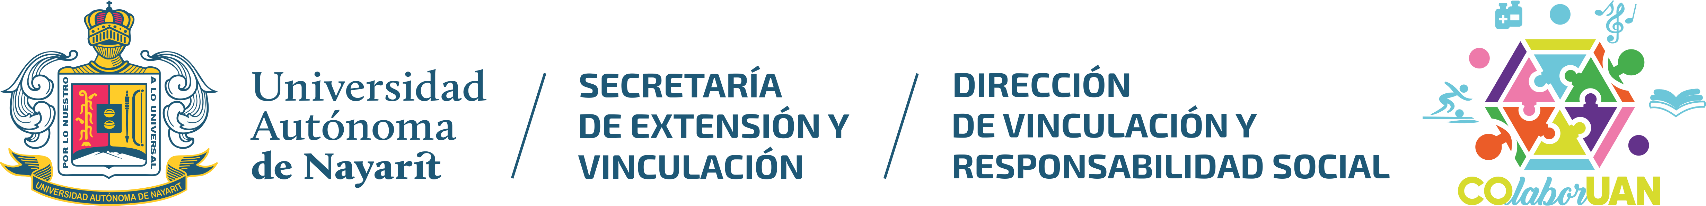 POR LO NUESTRO
A LO UNIVERSAL
UNIVERSIDAD AUTÓNOMA DE NAYARIT
Universidad
Autónoma
de Nayarit
SECRETARÍA
DE EXTENSIÓN Y
VINCULACIÓN
DIRECCIÓN
DE VINCULACIÓN Y
RESPONSABILIDAD SOCIAL
COlaborUAN